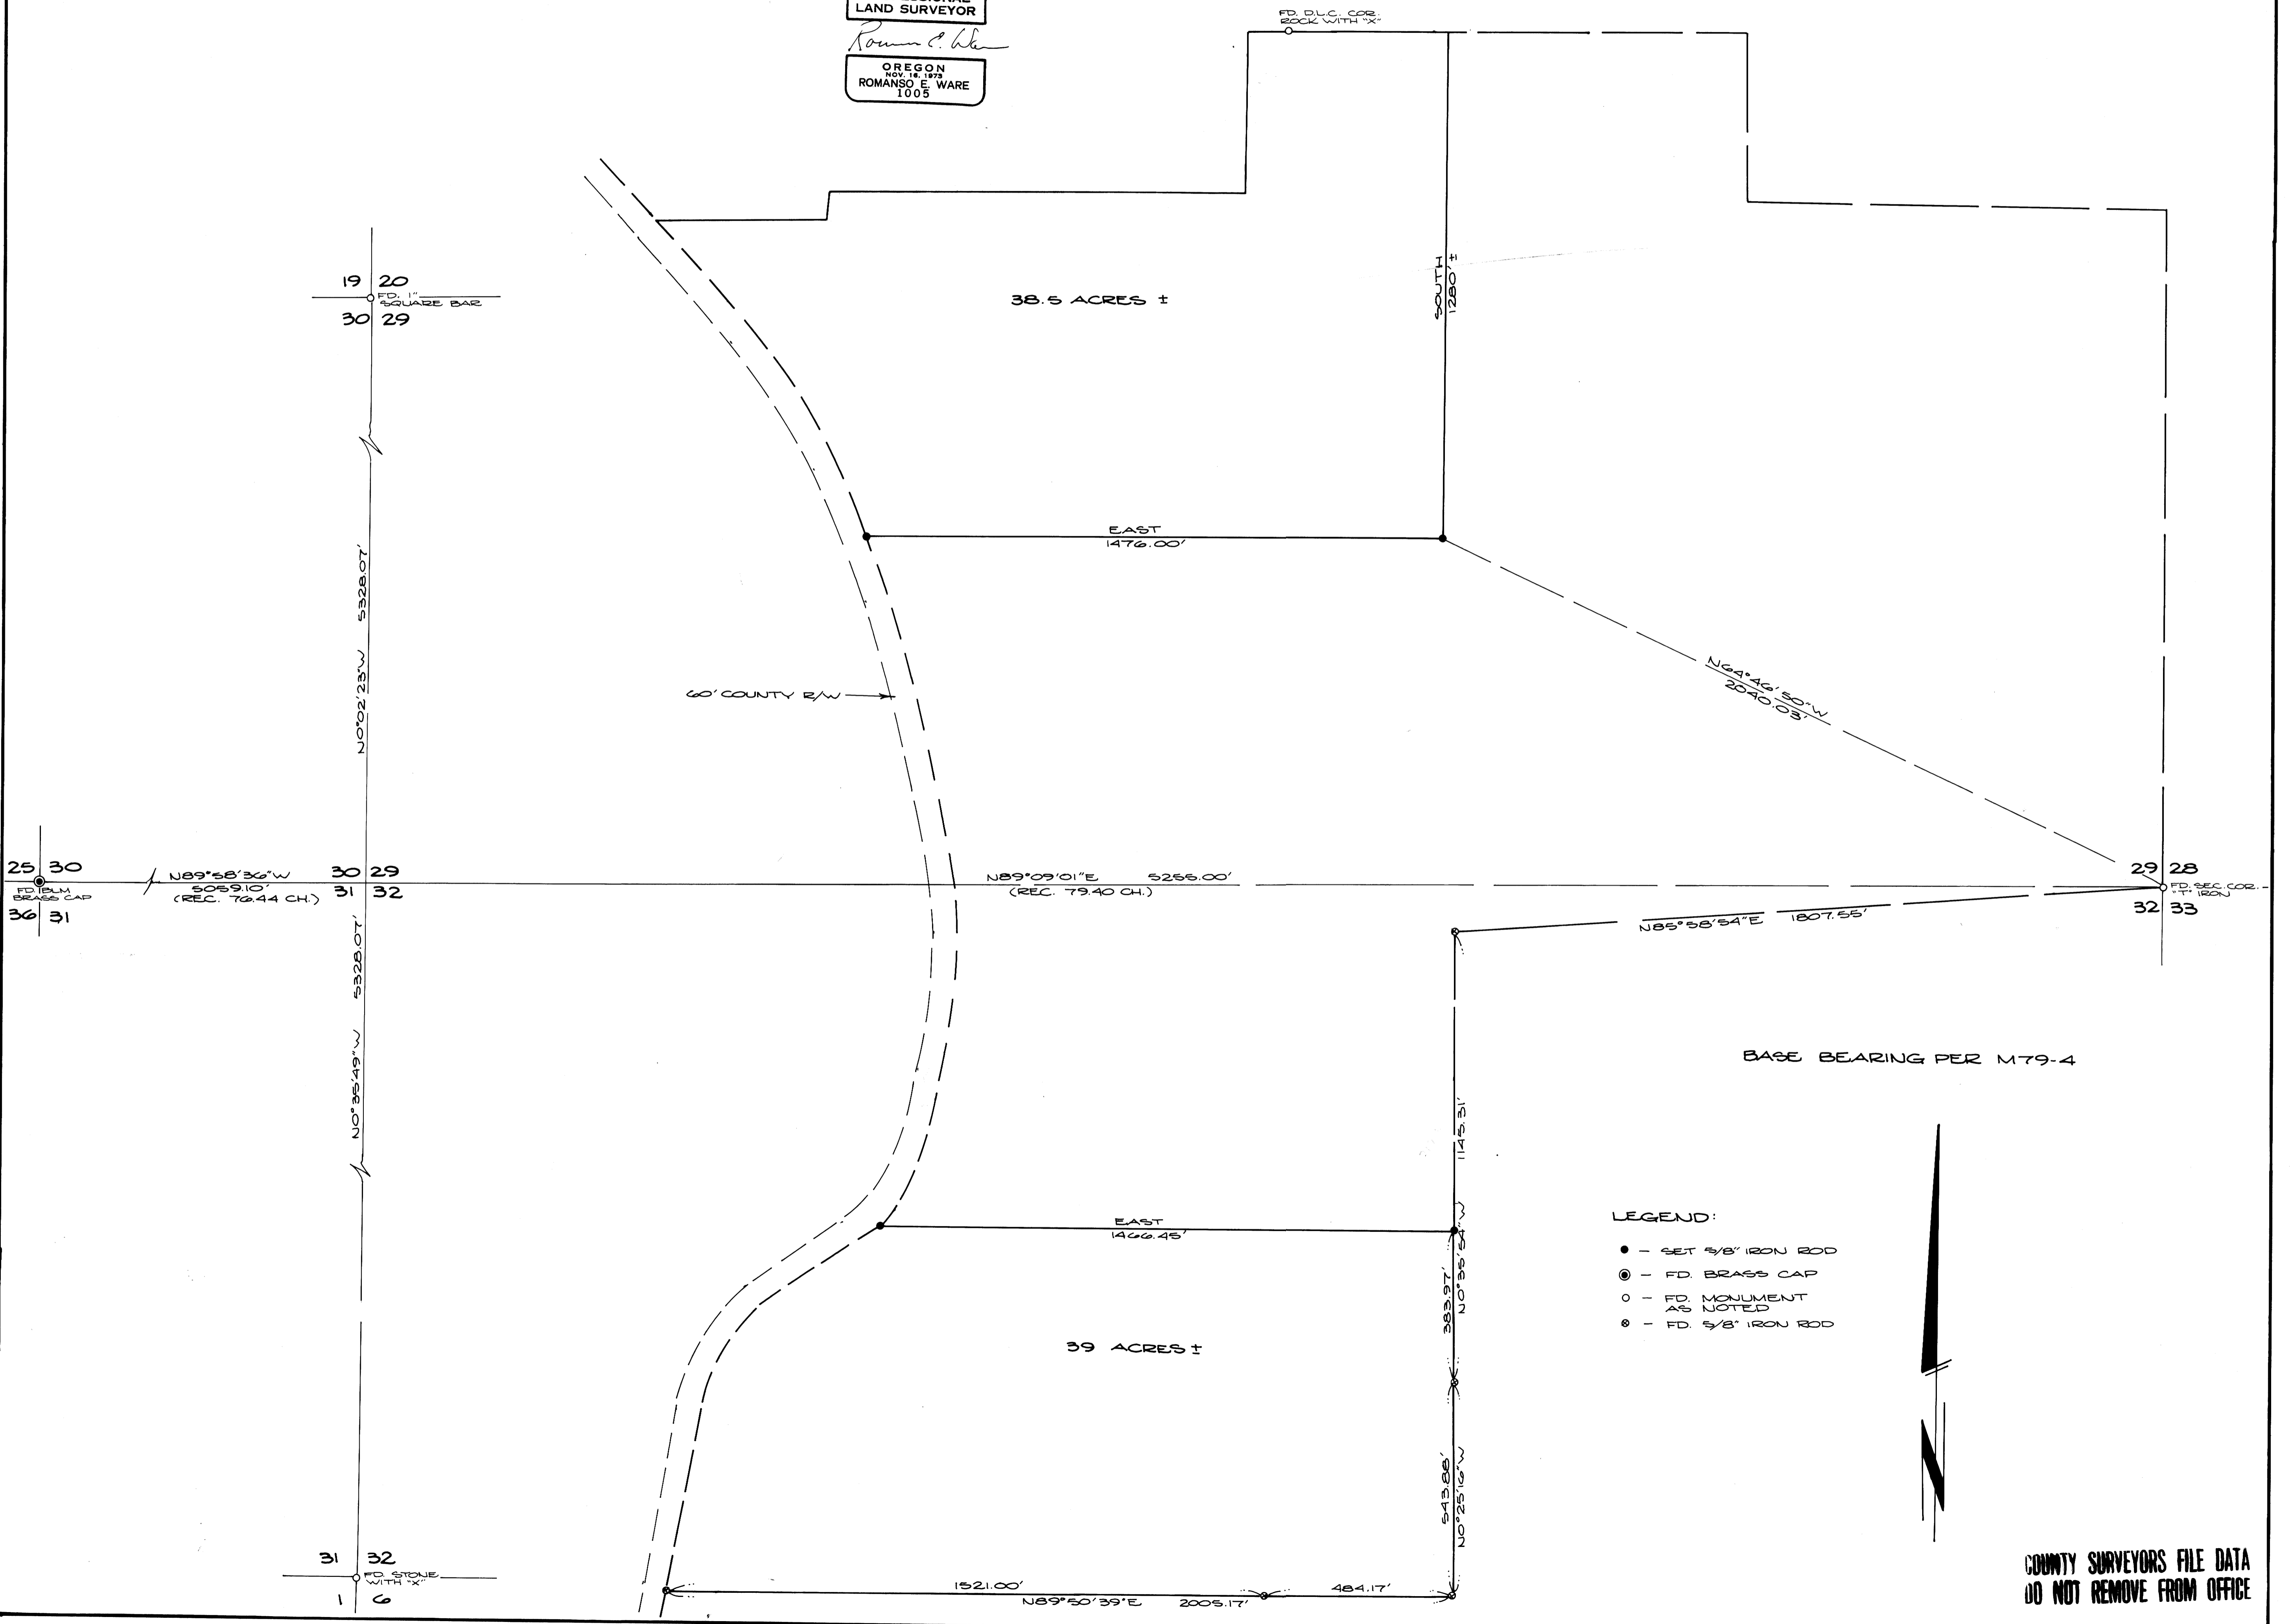 LAND SURVEYOR
OREGON
NOV. 16, 1973
ROMANSO E. WARE
1005
FD. D.L.C. COR.
ROCK WITH "X"
19 20
FD. 1"
SQUARE BAR
30 29
38.5 ACRES ±
SOUTH
1280' ±
EAST
1476.00'
N0°02'23"W 5328.07'
60' COUNTY R/W
N64°46'50"W
2040.03'
25 30
FD. BLM
BRASS CAP
36 31
N89°58'36"W
5059.10'
(REC. 76.44 CH.)
30 29
31 32
N89°09'01"E 5255.00'
(REC. 79.40 CH.)
29 28
FD. SEC. COR. -
"T" IRON
32 33
N85°58'54"E 1807.55'
N0°35'49"W 5328.07'
BASE BEARING PER M79-4
1145.31'
EAST
1466.45'
383.97'
N0°35'54"W
LEGEND:
● - SET 5/8" IRON ROD
◉ - FD. BRASS CAP
○ - FD. MONUMENT
AS NOTED
⊗ - FD. 5/8" IRON ROD
39 ACRES ±
543.88'
N0°25'16"W
31 32
FD. STONE
WITH "X"
1 6
1521.00'
484.17'
N89°50'39"E 2005.17'
COUNTY SURVEYORS FILE DATA
DO NOT REMOVE FROM OFFICE